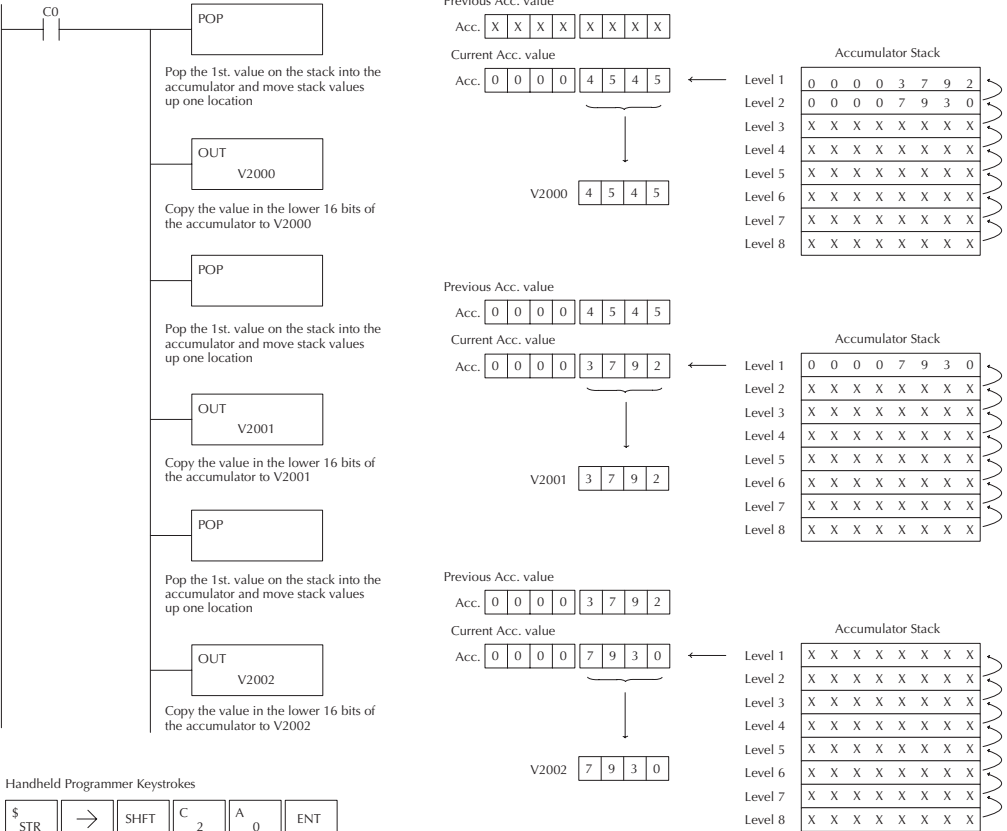 C0
POP
Pop the 1st. value on the stack into the
accumulator and move stack values
up one location
OUT
V2000
Copy the value in the lower 16 bits of
the accumulator to V2000
POP
Pop the 1st. value on the stack into the
accumulator and move stack values
up one location
OUT
V2001
Copy the value in the lower 16 bits of
the accumulator to V2001
POP
Pop the 1st. value on the stack into the
accumulator and move stack values
up one location
OUT
V2002
Copy the value in the lower 16 bits of
the accumulator to V2002
Previous Acc. value
Acc. X X X X X X X X
Current Acc. value
Acc. 0 0 0 0 4 5 4 5
V2000 4 5 4 5
Accumulator Stack
Level 1 0 0 0 0 3 7 9 2
Level 2 0 0 0 0 7 9 3 0
Level 3 X X X X X X X X
Level 4 X X X X X X X X
Level 5 X X X X X X X X
Level 6 X X X X X X X X
Level 7 X X X X X X X X
Level 8 X X X X X X X X
Previous Acc. value
Acc. 0 0 0 0 4 5 4 5
Current Acc. value
Acc. 0 0 0 0 3 7 9 2
V2001 3 7 9 2
Accumulator Stack
Level 1 0 0 0 0 7 9 3 0
Level 2 X X X X X X X X
Level 3 X X X X X X X X
Level 4 X X X X X X X X
Level 5 X X X X X X X X
Level 6 X X X X X X X X
Level 7 X X X X X X X X
Level 8 X X X X X X X X
Previous Acc. value
Acc. 0 0 0 0 3 7 9 2
Current Acc. value
Acc. 0 0 0 0 7 9 3 0
V2002 7 9 3 0
Accumulator Stack
Level 1 X X X X X X X X
Level 2 X X X X X X X X
Level 3 X X X X X X X X
Level 4 X X X X X X X X
Level 5 X X X X X X X X
Level 6 X X X X X X X X
Level 7 X X X X X X X X
Level 8 X X X X X X X X
Handheld Programmer Keystrokes
$ STR → SHFT C 2 A 0 ENT